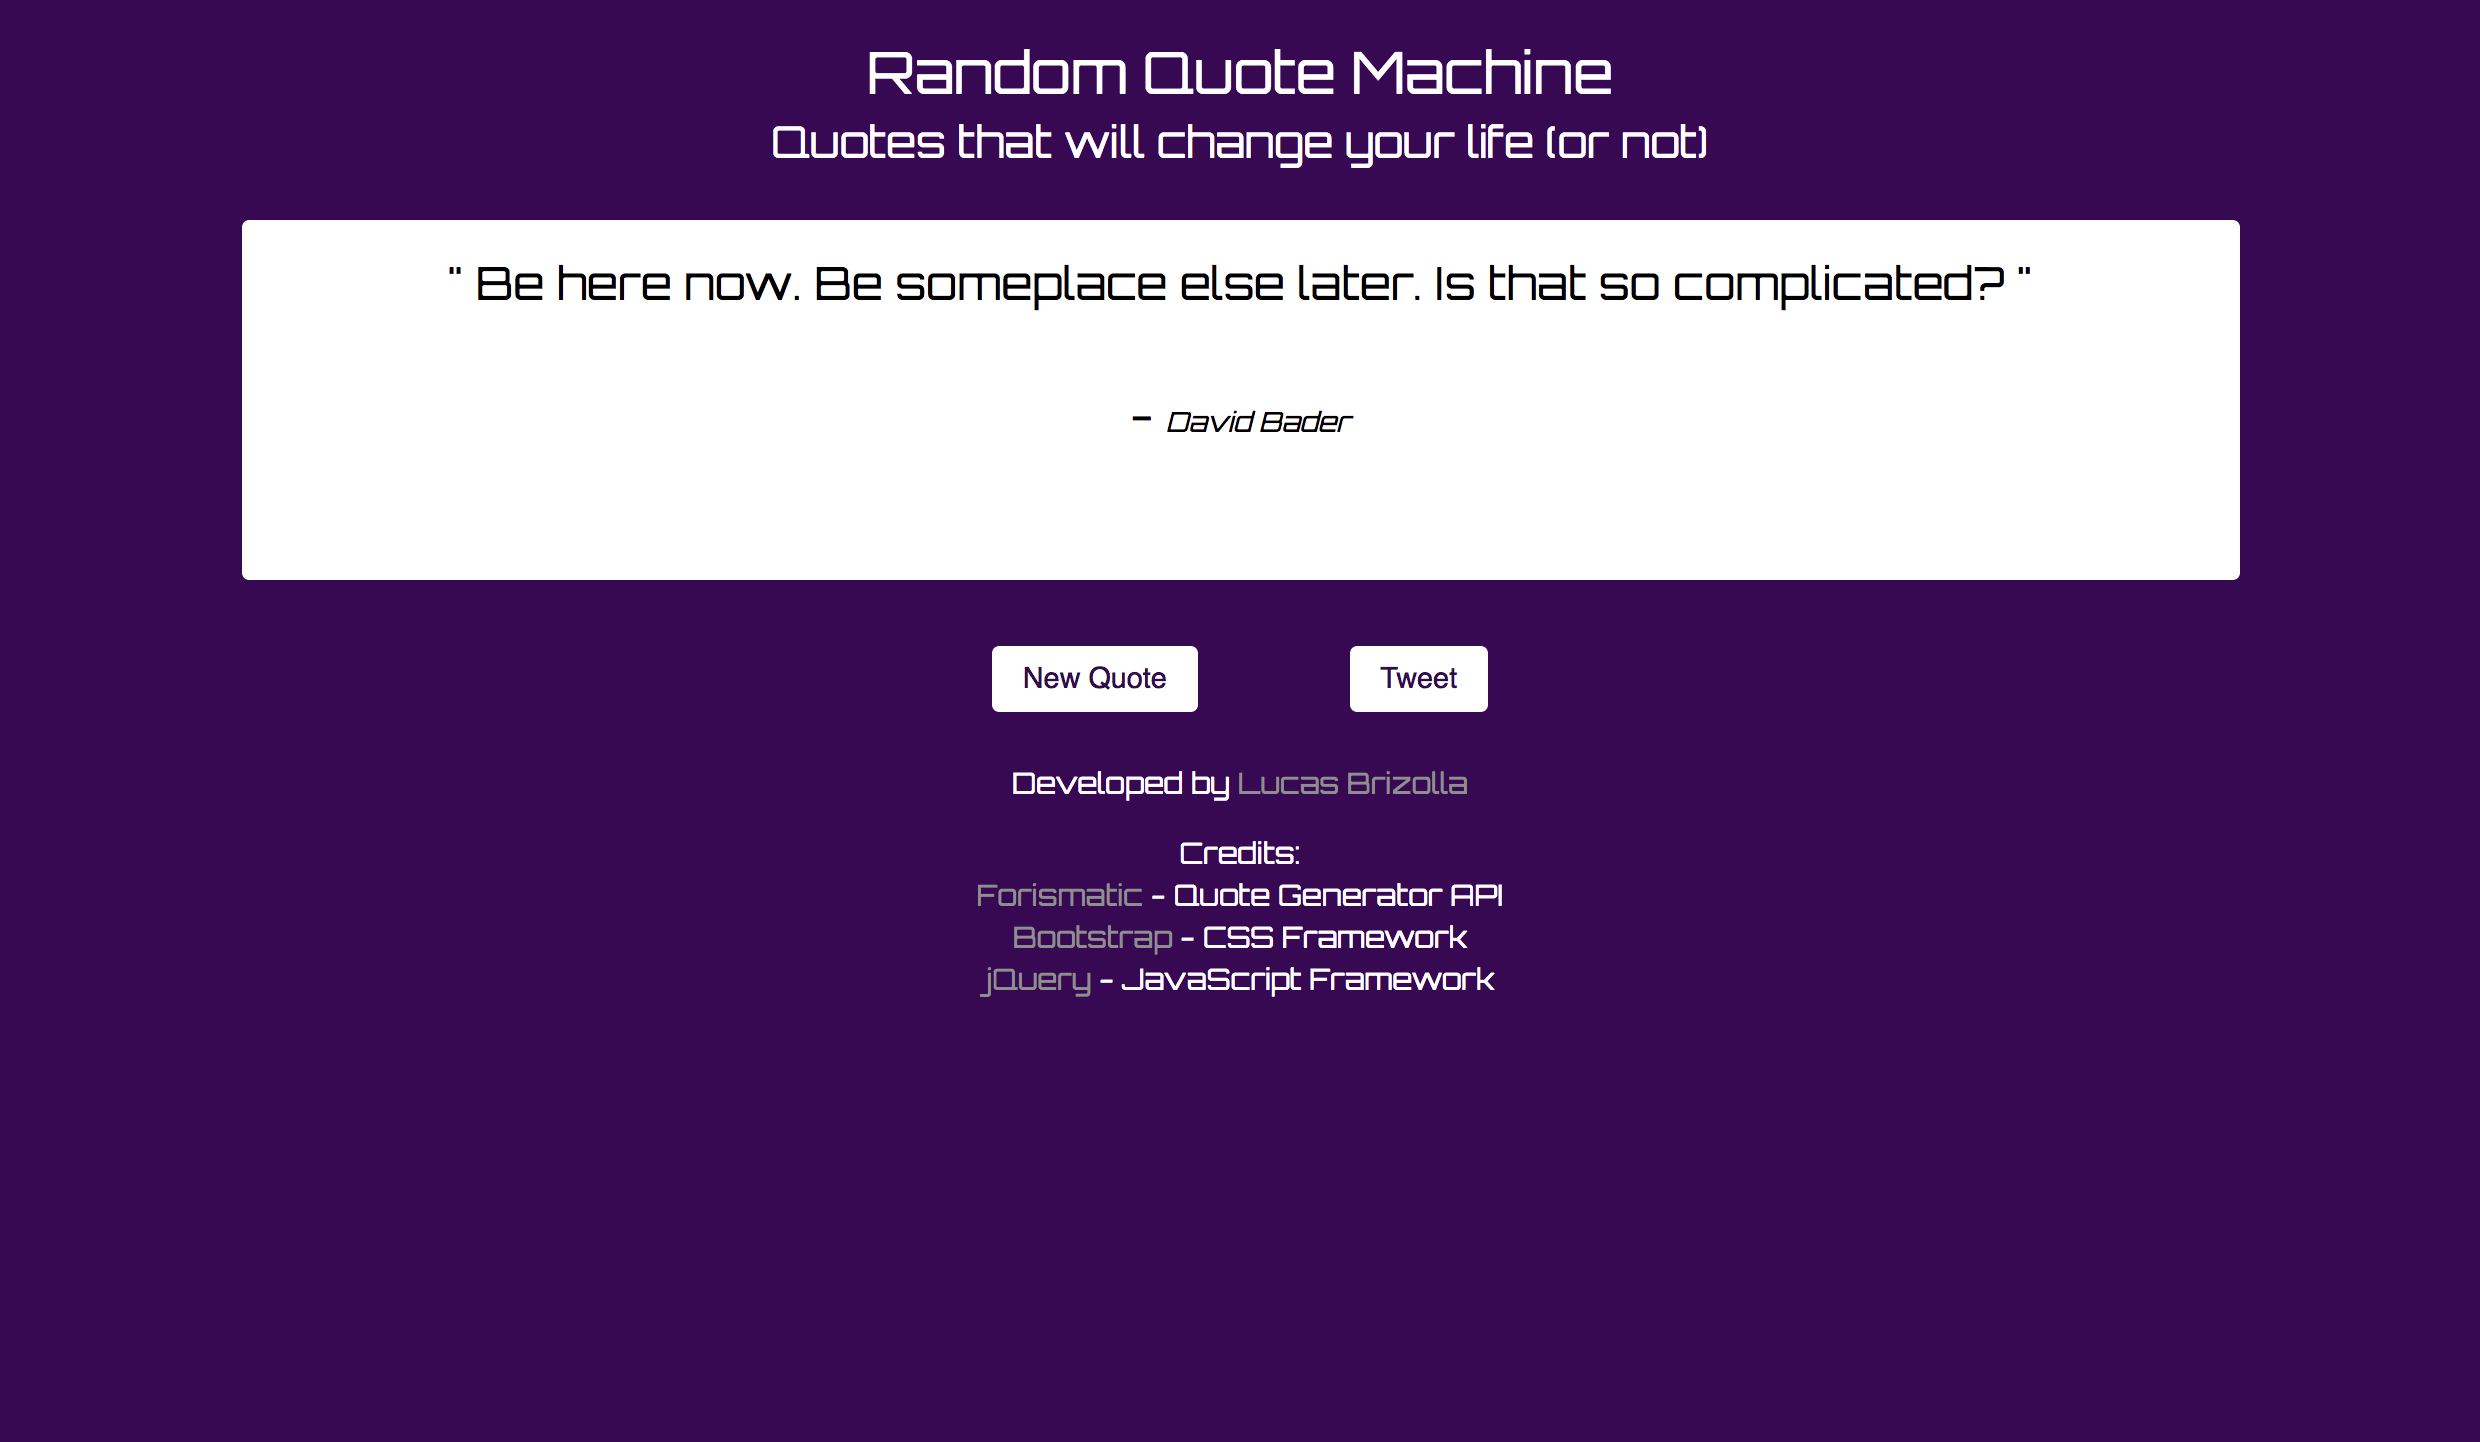 Random Quote Machine
Quotes that will change your life (or not)
" Be here now. Be someplace else later. Is that so complicated? "
- David Bader
New Quote
Tweet
Developed by Lucas Brizolla
Credits:
Forismatic - Quote Generator API
Bootstrap - CSS Framework
jQuery - JavaScript Framework